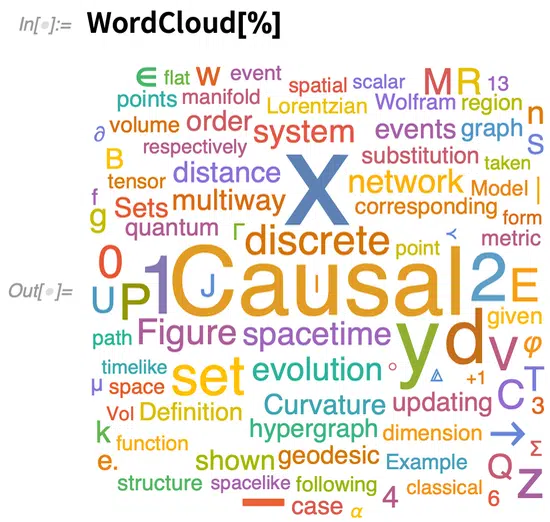 In[ ]:= WordCloud[%]
∈ flat w event spatial scalar M R 13
points manifold Lorentzian Wolfram region n
∂ volume order system events graph S
respectively substitution taken
B tensor distance X network Model |
f g Sets multiway corresponding form
quantum Γ discrete point ≺ metric
Out[ ]= 0 1 Causal J | 2 E
U P given
path Figure spacetime y d v φ
timelike set evolution ° +1 T
μ space C 3
Vol Definition Curvature updating
k function hypergraph dimension → Σ
e. shown geodesic Example Q z
structure spacelike following classical 6
— case α 4